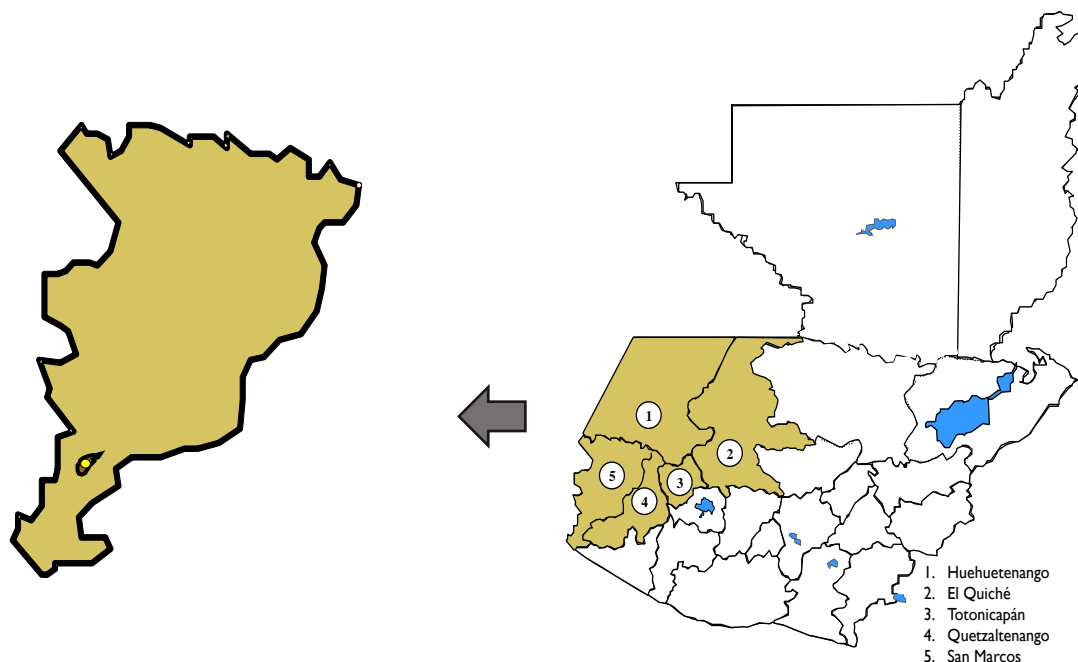 1
2
5
3
4
1. Huehuetenango
2. El Quiché
3. Totonicapán
4. Quetzaltenango
5. San Marcos